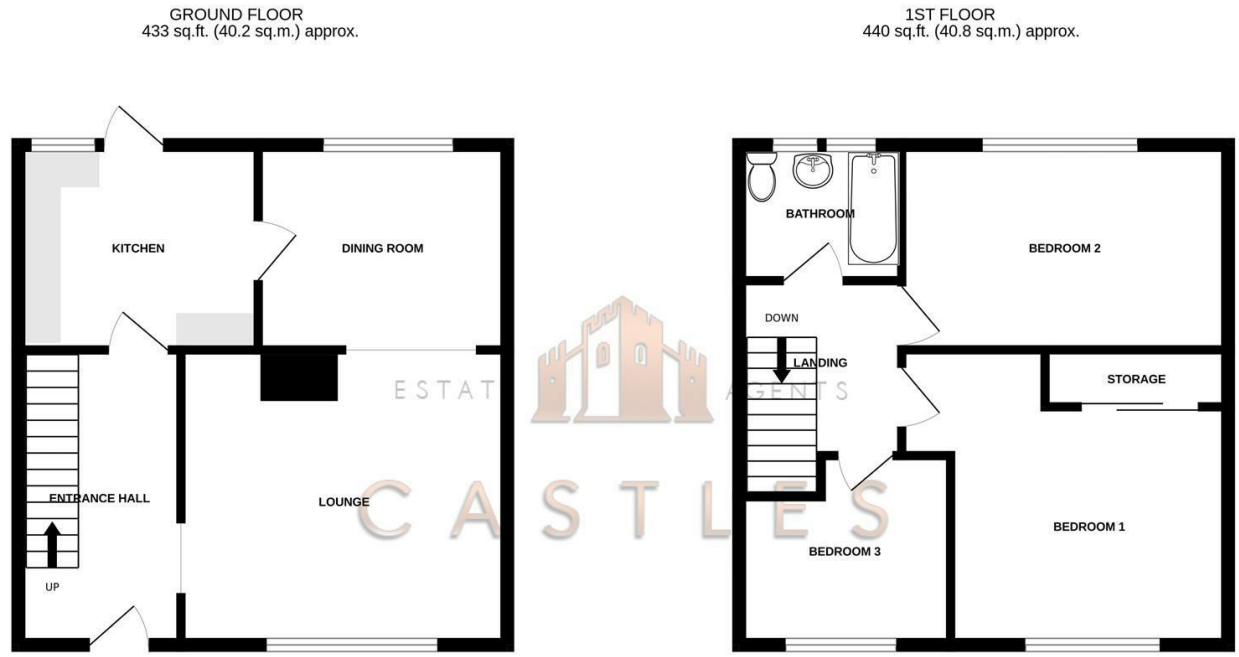 GROUND FLOOR
433 sq.ft. (40.2 sq.m.) approx.
KITCHEN
DINING ROOM
ENTRANCE HALL
LOUNGE
UP
1ST FLOOR
440 sq.ft. (40.8 sq.m.) approx.
BATHROOM
BEDROOM 2
DOWN
LANDING
STORAGE
BEDROOM 1
BEDROOM 3
ESTAT AGENTS
CASTLES